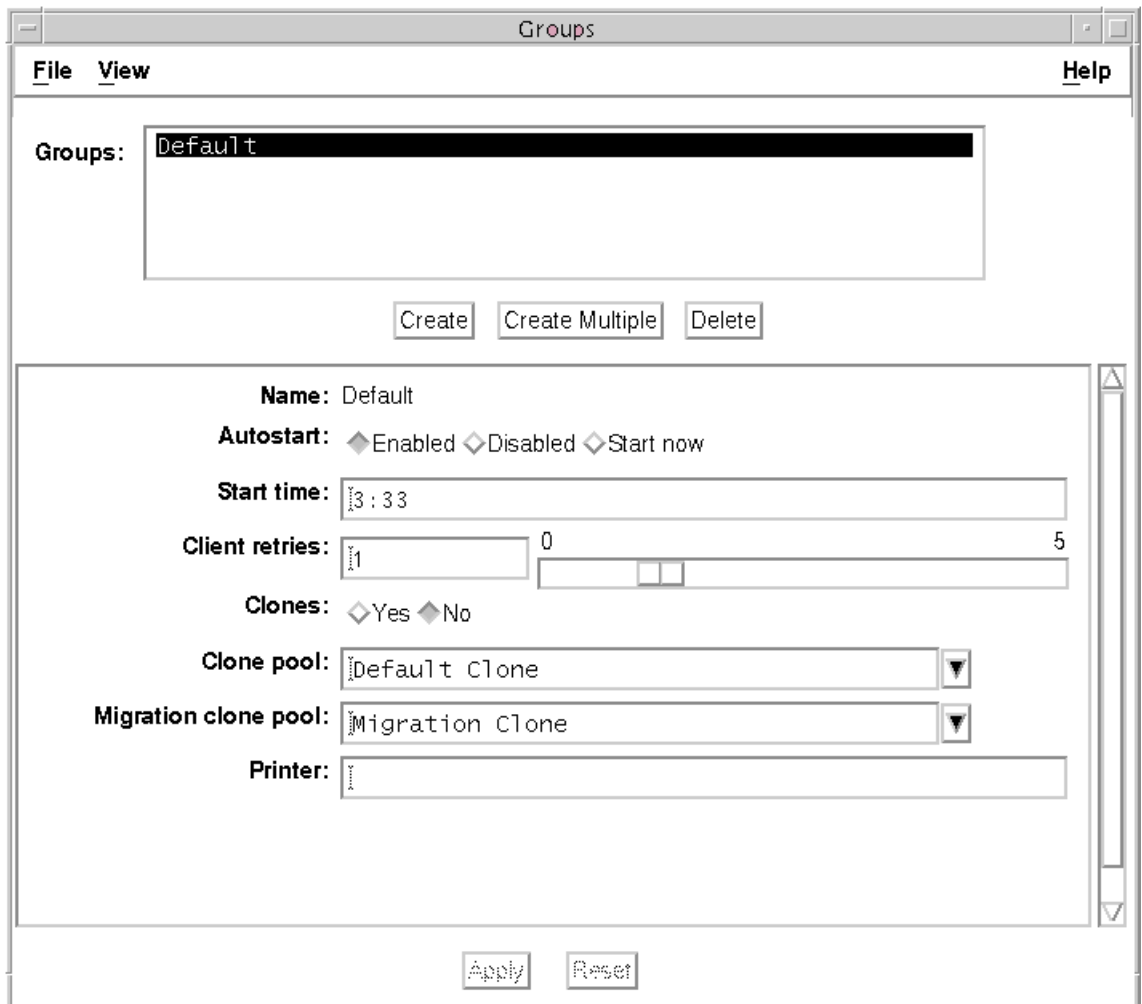 Groups
File View Help
Groups: Default
Create Create Multiple Delete
Name: Default
Autostart: Enabled Disabled Start now
Start time: 3:33
Client retries: 1 0 5
Clones: Yes No
Clone pool: Default Clone
Migration clone pool: Migration Clone
Printer:
Apply Reset